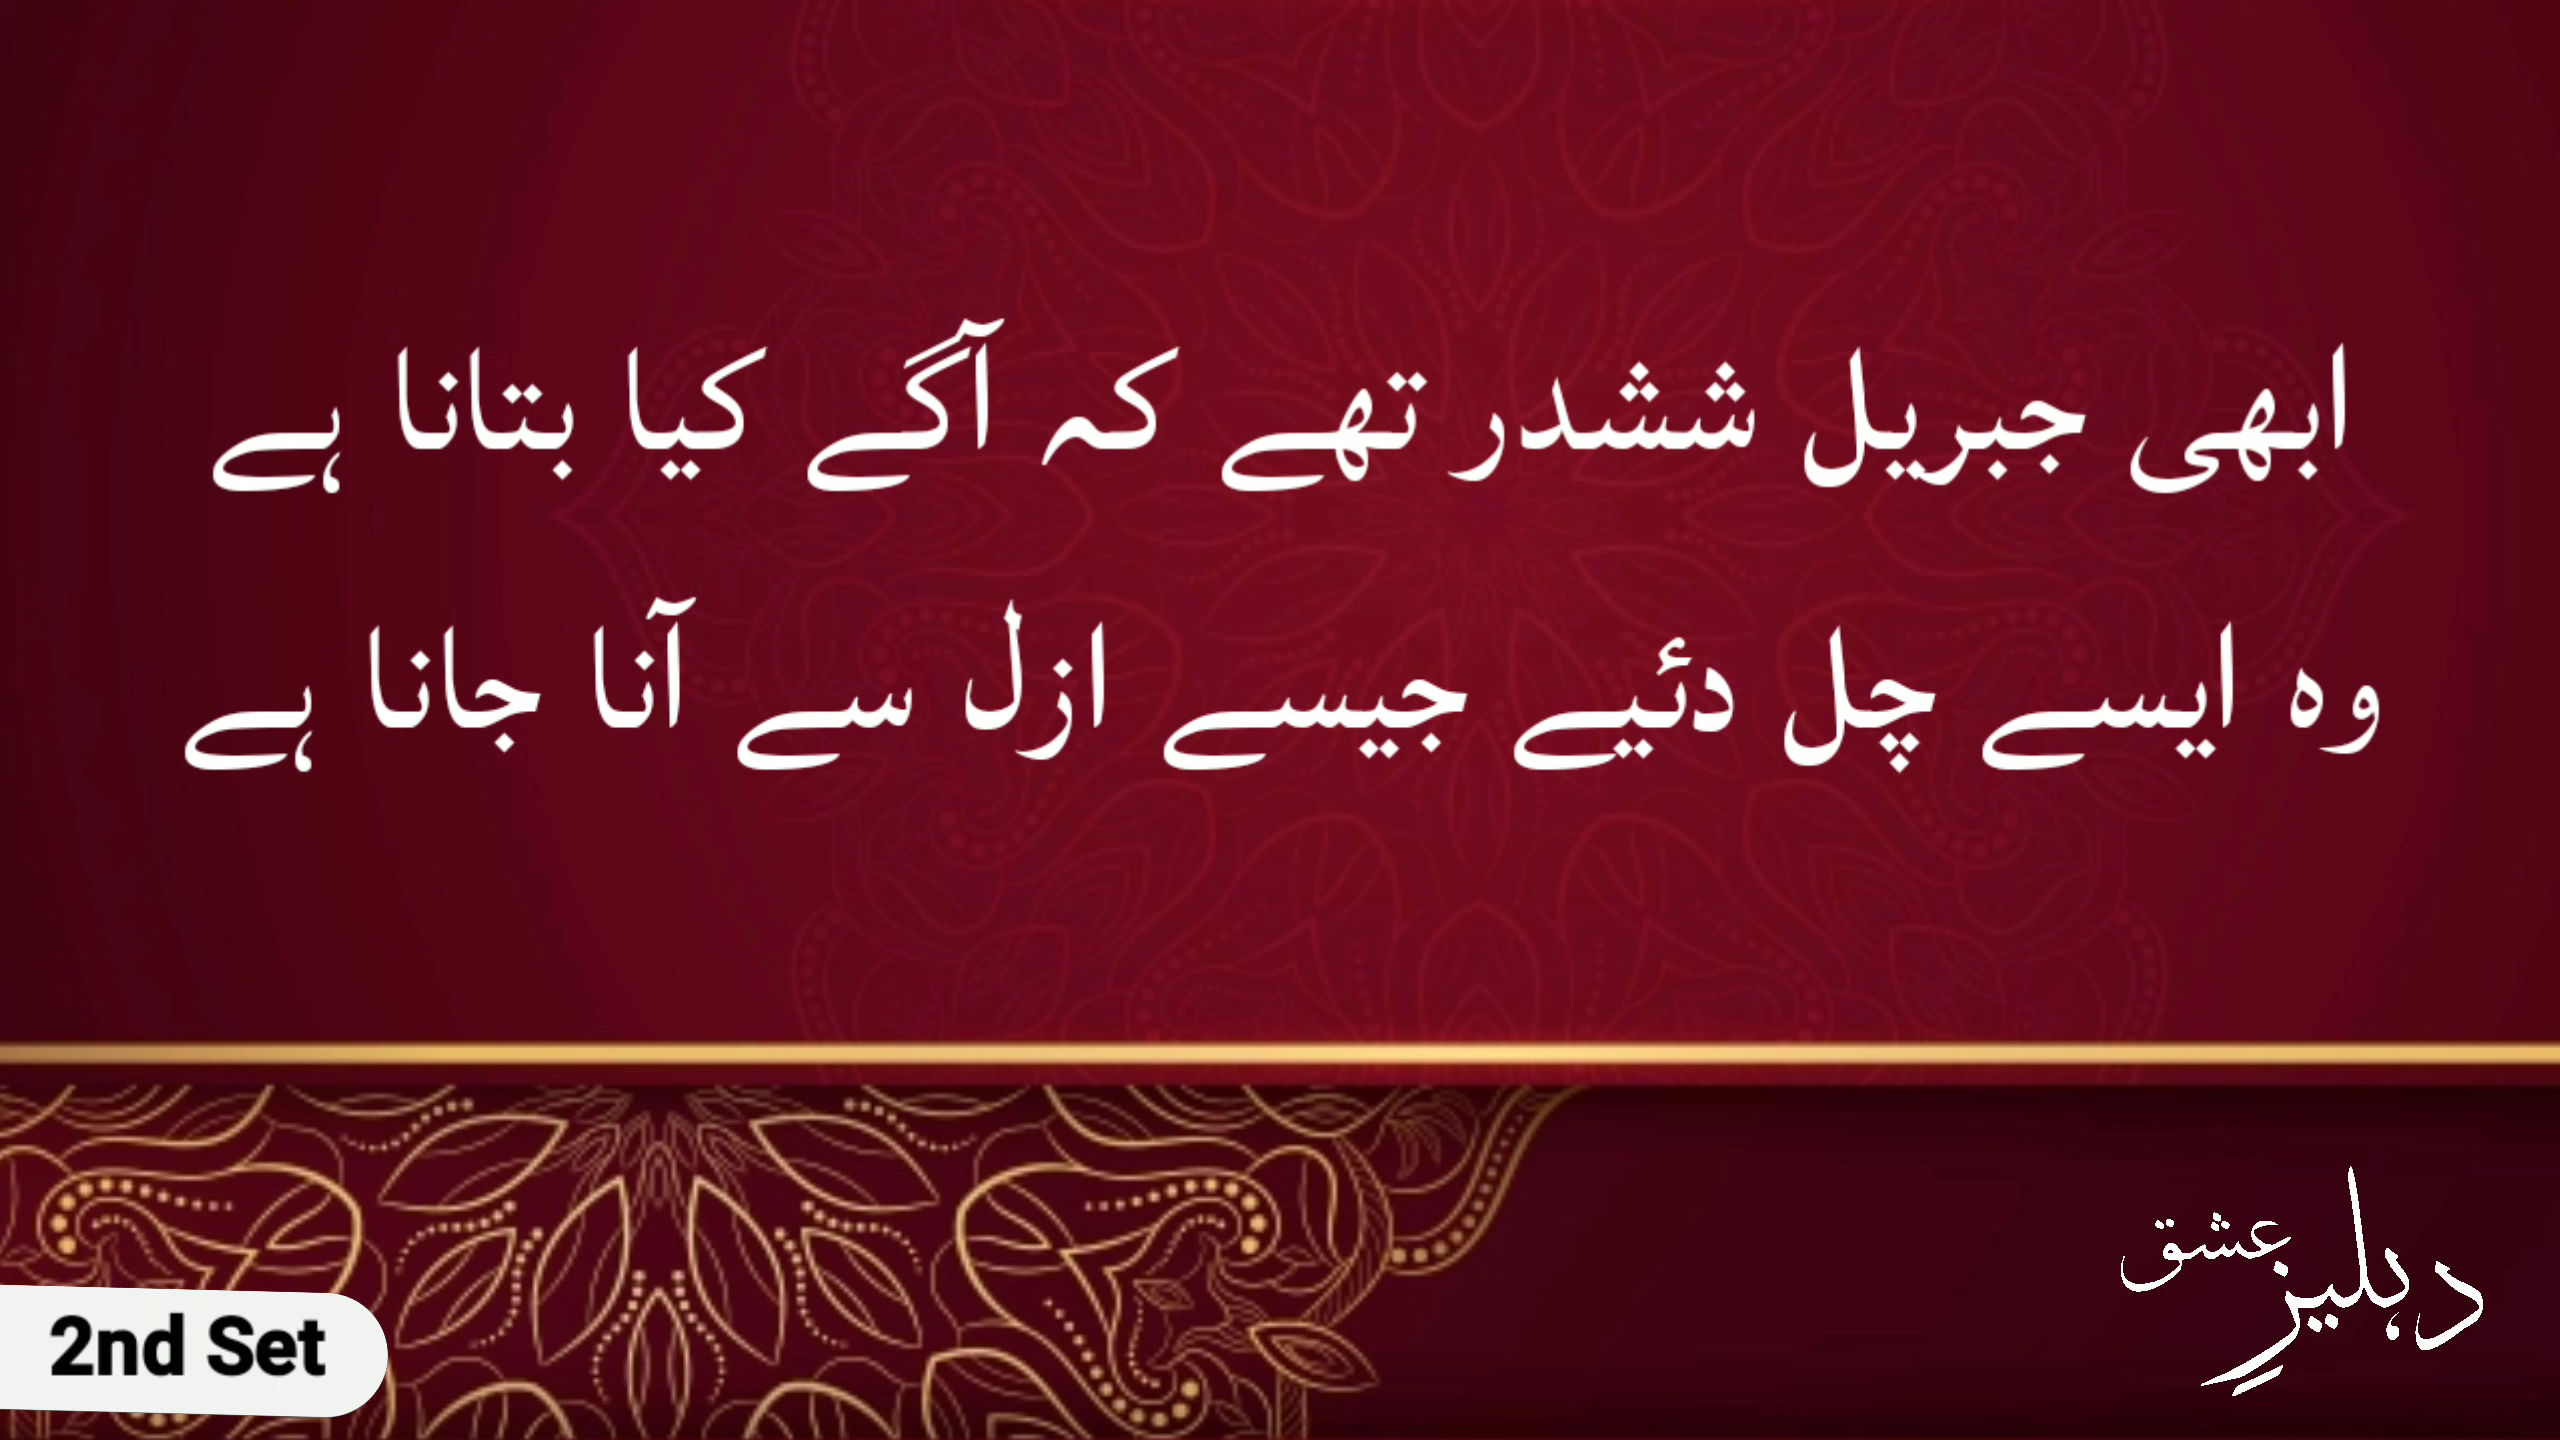 ابھی جبریل ششدر تھے کہ آگے کیا بتانا ہے
وہ ایسے چل دئیے جیسے ازل سے آنا جانا ہے
دہلیزِ عشق
2nd Set